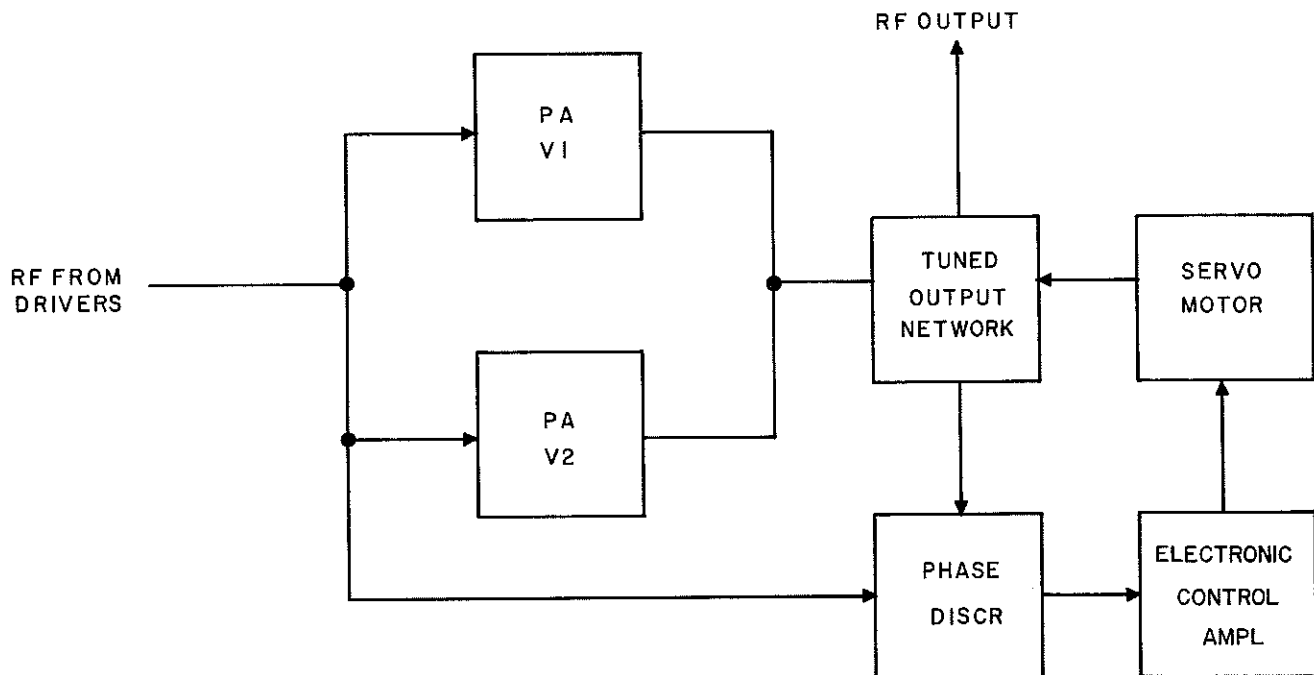 RF OUTPUT
PA
V1
RF FROM
DRIVERS
TUNED
OUTPUT
NETWORK
SERVO
MOTOR
PA
V2
PHASE
DISCR
ELECTRONIC
CONTROL
AMPL